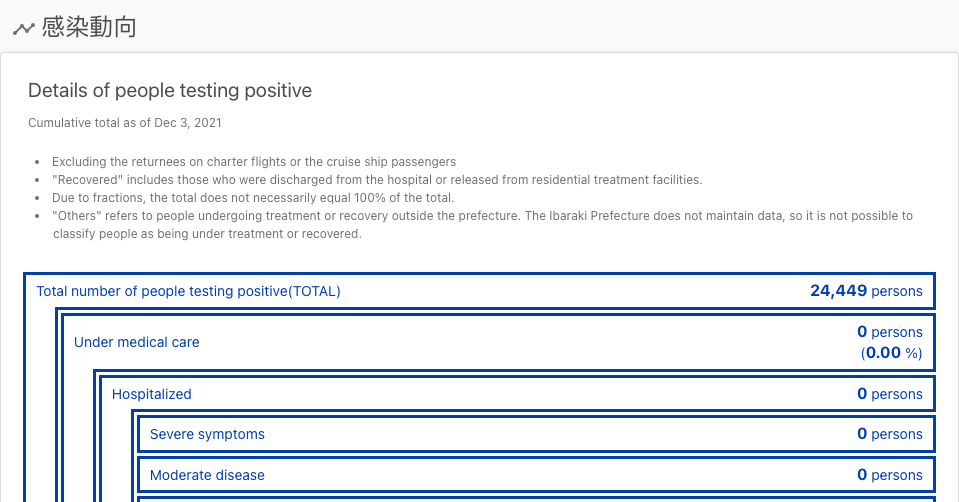 感染動向
Details of people testing positive
Cumulative total as of Dec 3, 2021
• Excluding the returnees on charter flights or the cruise ship passengers
• "Recovered" includes those who were discharged from the hospital or released from residential treatment facilities.
• Due to fractions, the total does not necessarily equal 100% of the total.
• "Others" refers to people undergoing treatment or recovery outside the prefecture. The Ibaraki Prefecture does not maintain data, so it is not possible to
classify people as being under treatment or recovered.
Total number of people testing positive(TOTAL) 24,449 persons
Under medical care 0 persons
(0.00 %)
Hospitalized 0 persons
Severe symptoms 0 persons
Moderate disease 0 persons